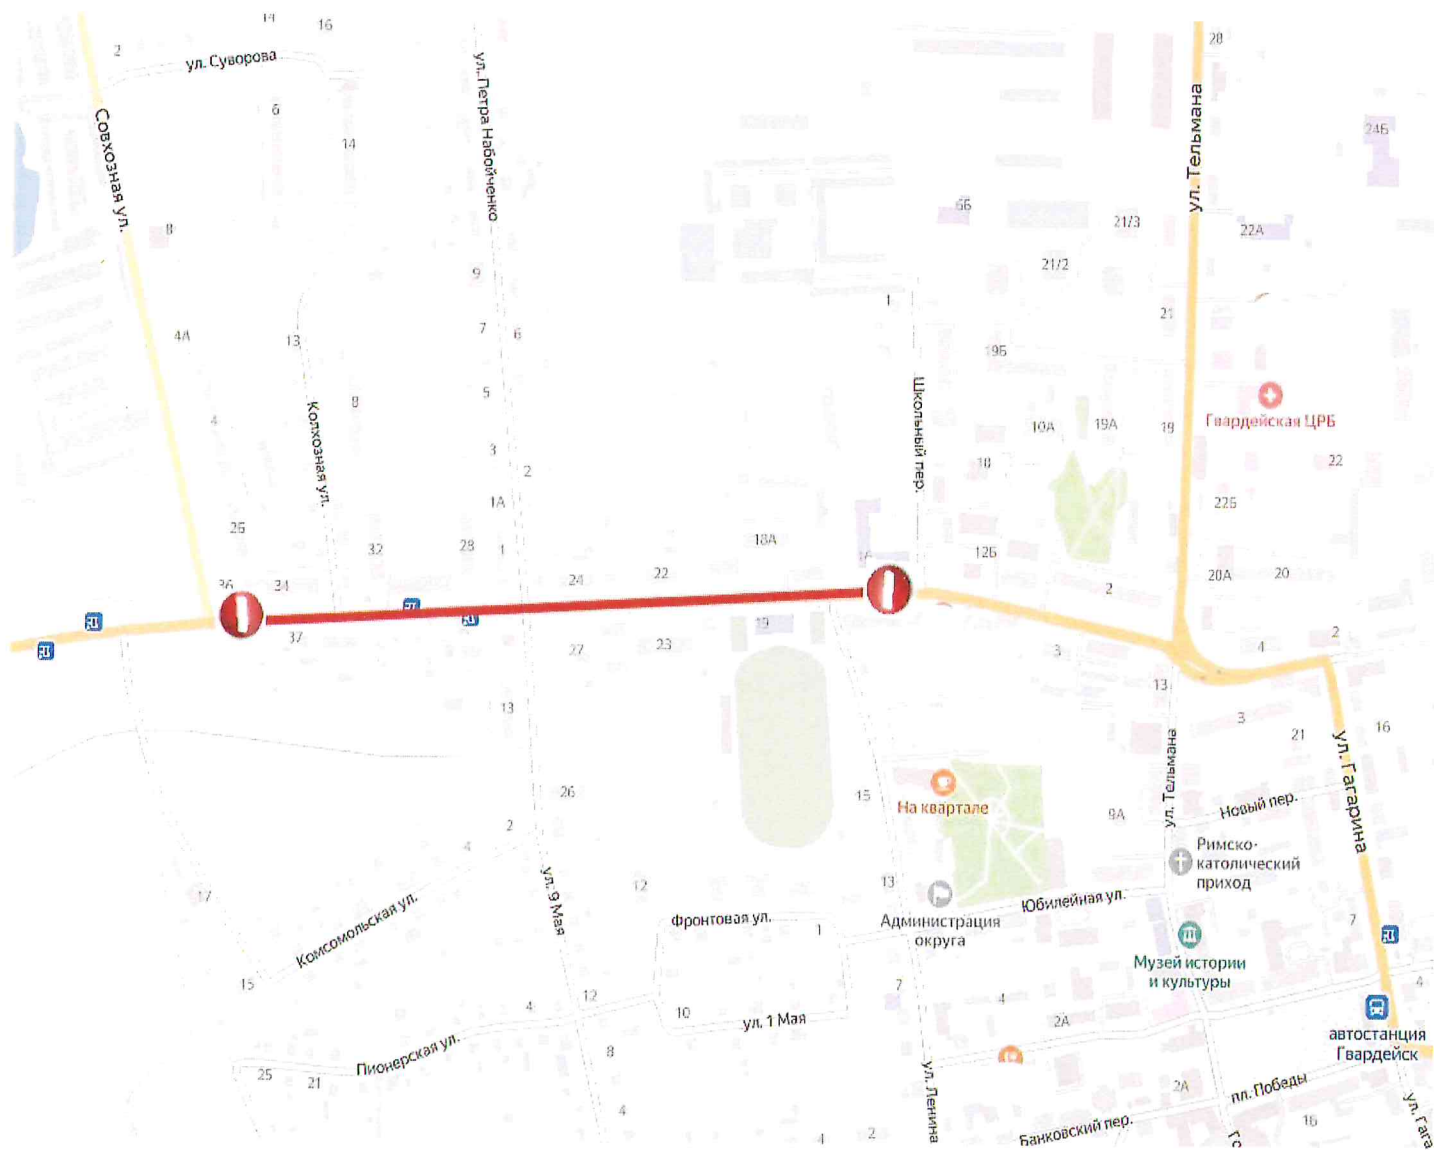 14
16
2
ул. Суворова
28
6
14
24Б
Совхозная ул.
ул. Петра Набойченко
ул. Тельмана
8
6Б
21/3
22А
21/2
9
1
21
7
6
4А
13
19Б
5
8
Гвардейская ЦРБ
4
Колхозная ул.
Школьный пер.
10А
19А
19
22
3
2
18
1А
22Б
26
32
28
1
18А
12Б
36
34
24
22
1А
2
20А
20
37
27
23
19
3
4
2
13
13
3
21
16
ул. Тельмана
ул. Гагарина
26
15
На квартале
9А
Новый пер.
2
4
Римско-
католический
приход
17
Комсомольская ул.
ул. 9 Мая
12
13
Администрация
округа
Юбилейная ул.
Фронтовая ул.
1
7
Музей истории
и культуры
15
12
4
10
ул. 1 Мая
7
4
2А
4
автостанция
Гвардейск
Пионерская ул.
25
21
8
ул. Ленина
2А
пл. Победы
4
4
2
Банковский пер.
16
ул. Гага
Го